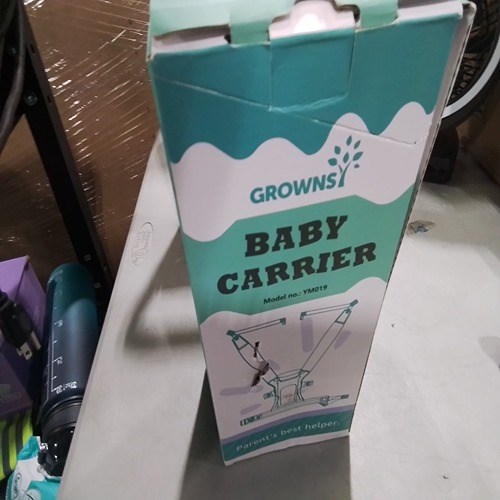 GROWNSY
BABY
CARRIER
Model no.: YM019
Parent's best helper.